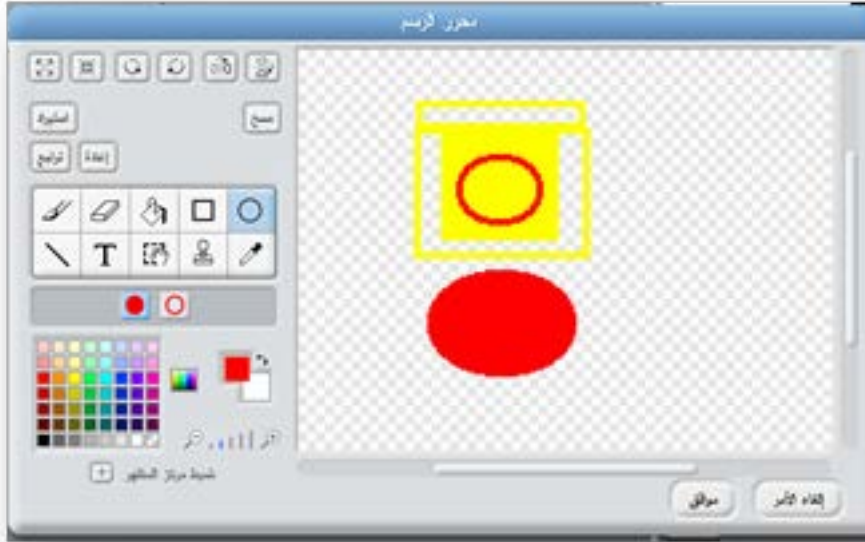 محرر الرسم
استيراد
مسح
تراجع
إعادة
T
ضبط مركز المظهر
موافق
إلغاء الأمر